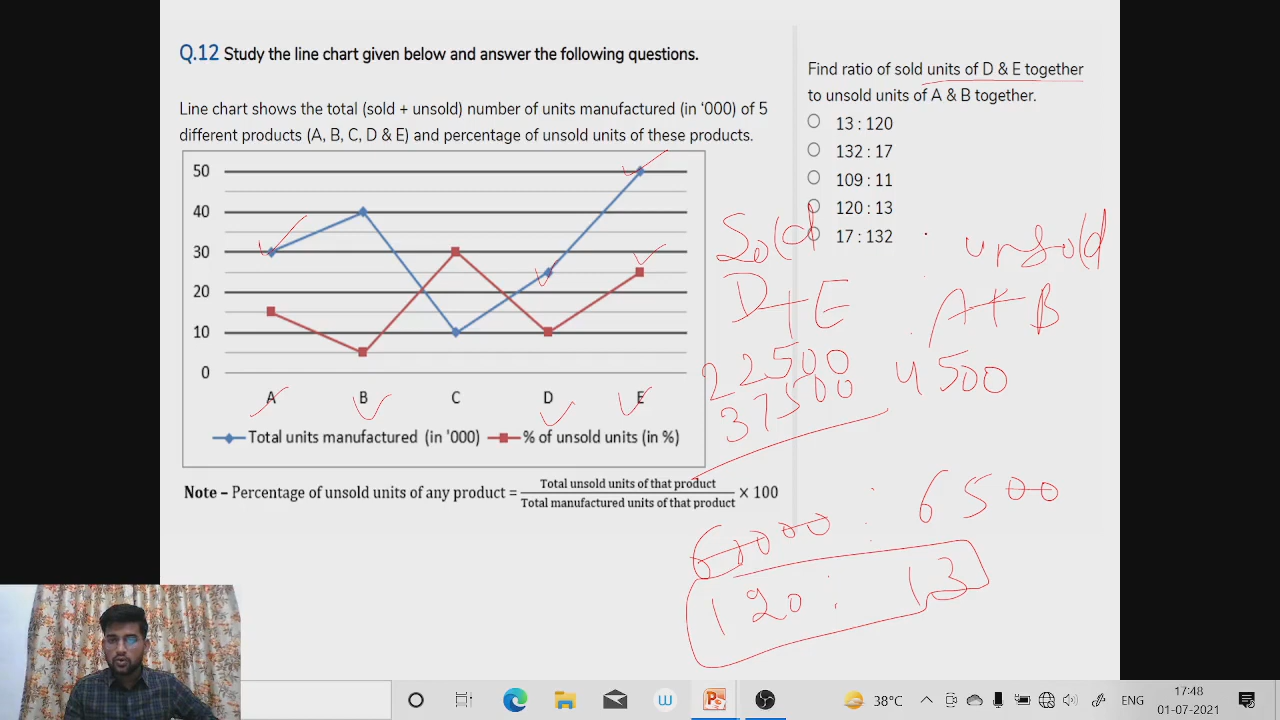 Q.12 Study the line chart given below and answer the following questions.
Line chart shows the total (sold + unsold) number of units manufactured (in ‘000) of 5
different products (A, B, C, D & E) and percentage of unsold units of these products.
50
40
30
20
10
0
A B C D E
Total units manufactured (in '000) % of unsold units (in %)
Note – Percentage of unsold units of any product = Total unsold units of that product / Total manufactured units of that product × 100
Find ratio of sold units of D & E together
to unsold units of A & B together.
13 : 120
132 : 17
109 : 11
120 : 13
17 : 132
Sold unsold
D+E A+B
22500 4500
37500
60000 : 6500
120 : 13
38°C ENG 17:48
01-07-2021